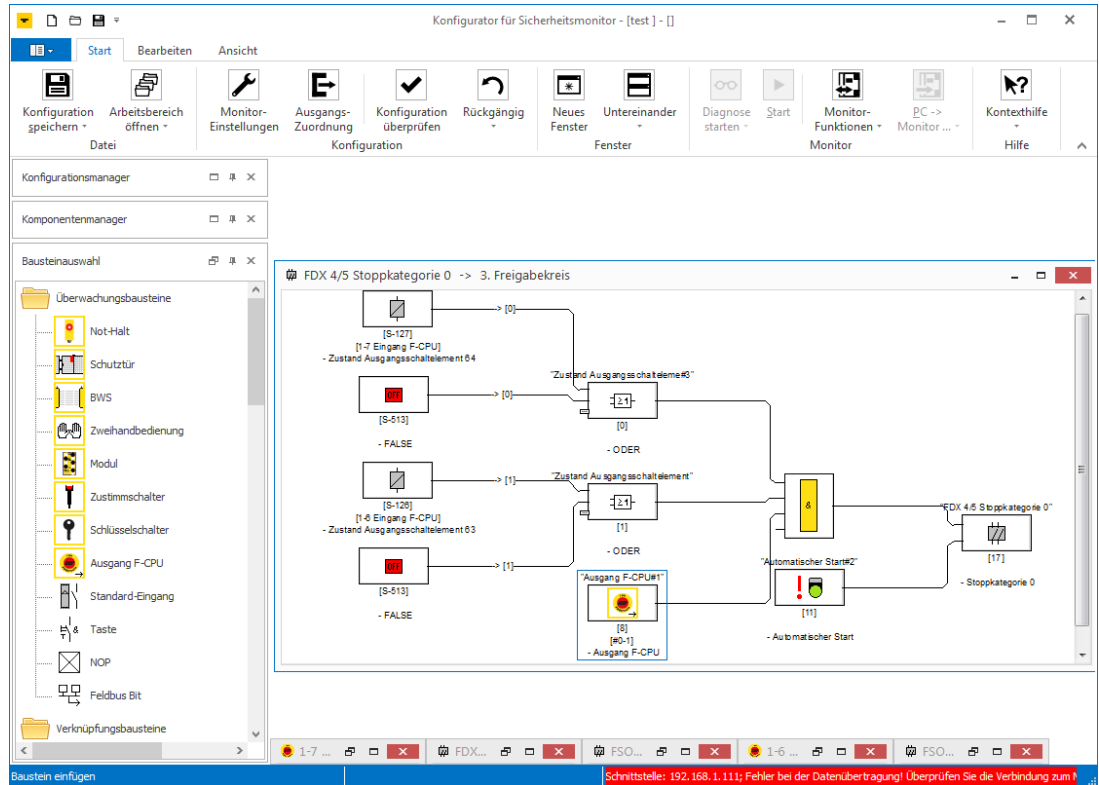 Konfigurator für Sicherheitsmonitor - [test ] - []
Start Bearbeiten Ansicht
Konfiguration speichern
Arbeitsbereich öffnen
Monitor-Einstellungen
Ausgangs-Zuordnung
Konfiguration überprüfen
Rückgängig
Neues Fenster
Untereinander
Diagnose starten
Start
Monitor-Funktionen
PC -> Monitor ...
Kontexthilfe
Datei
Konfiguration
Fenster
Monitor
Hilfe
Konfigurationsmanager
Komponentenmanager
Bausteinauswahl
Überwachungsbausteine
Not-Halt
Schutztür
BWS
Zweihandbedienung
Modul
Zustimmschalter
Schlüsselschalter
Ausgang F-CPU
Standard-Eingang
Taste
NOP
Feldbus Bit
Verknüpfungsbausteine
FDX 4/5 Stoppkategorie 0 -> 3. Freigabekreis
--> [0]
[S-127]
[1-7 Eingang F-CPU]
- Zustand Ausgangsschaltelement 64
OFF
--> [0]
[S-513]
- FALSE
"Zustand Ausgangsschalteleme#3"
≥1
[0]
- ODER
--> [1]
[S-126]
[1-6 Eingang F-CPU]
- Zustand Ausgangsschaltelement 63
OFF
--> [1]
[S-513]
- FALSE
"Zustand Ausgangsschaltelement"
≥1
[1]
- ODER
"Ausgang F-CPU#1"
[8]
[#0-1]
- Ausgang F-CPU
&
"Automatischer Start#2"
[11]
- Automatischer Start
"FDX 4/5 Stoppkategorie 0"
[17]
- Stoppkategorie 0
1-7 ...
FDX...
FSO...
1-6 ...
FSO...
Baustein einfügen
Schnittstelle: 192.168.1.111; Fehler bei der Datenübertragung! Überprüfen Sie die Verbindung zum